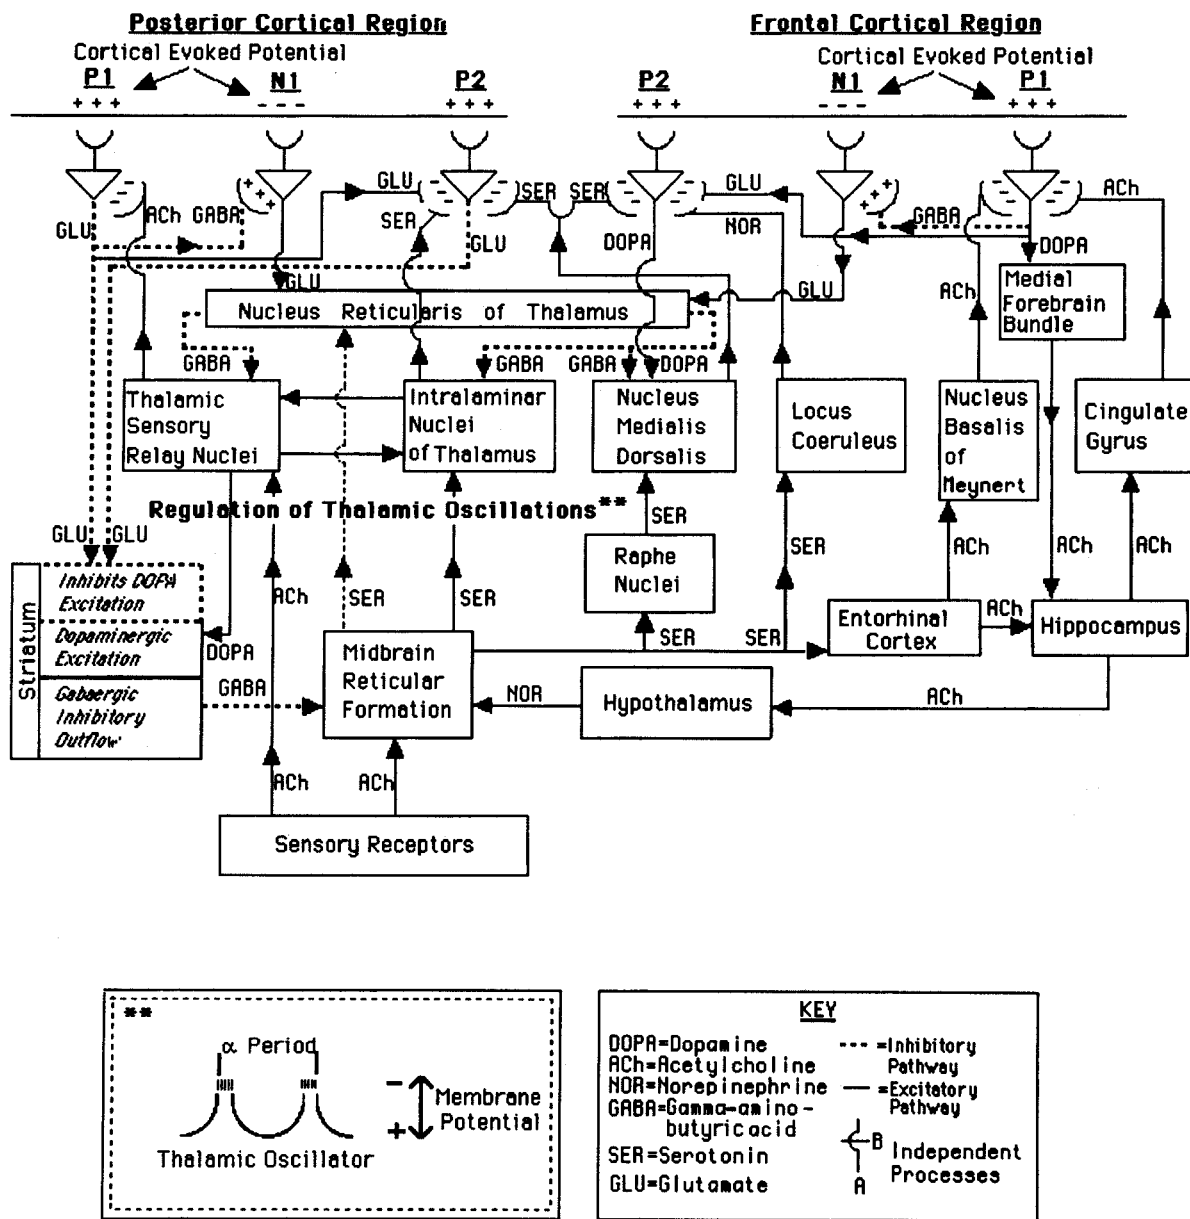 Posterior Cortical Region
Cortical Evoked Potential
P1
N1
P2
+ + +
- - -
+ + +
Frontal Cortical Region
Cortical Evoked Potential
P2
N1
P1
+ + +
- - -
+ + +
GLU
ACh
GABA
GLU
SER
GLU
SER
SER
DOPA
GLU
NOR
GABA
ACh
DOPA
GLU
GLU
ACh
Nucleus Reticularis of Thalamus
Medial
Forebrain
Bundle
GABA
GABA
GABA
DOPA
Thalamic
Sensory
Relay Nuclei
Intralaminar
Nuclei
of Thalamus
Nucleus
Medialis
Dorsalis
Locus
Coeruleus
Nucleus
Basalis
of
Meynert
Cingulate
Gyrus
Regulation of Thalamic Oscillations**
GLU
GLU
ACh
SER
SER
SER
SER
ACh
ACh
ACh
Raphe
Nuclei
Striatum
Inhibits DOPA
Excitation
Dopaminergic
Excitation
Gabaergic
Inhibitory
Outflow
DOPA
GABA
Midbrain
Reticular
Formation
SER
SER
Entorhinal
Cortex
ACh
Hippocampus
NOR
Hypothalamus
ACh
ACh
ACh
Sensory Receptors
**
α Period
Thalamic Oscillator
-
+
Membrane
Potential
KEY
DOPA=Dopamine
ACh=Acetylcholine
NOR=Norepinephrine
GABA=Gamma-amino-
butyric acid
SER=Serotonin
GLU=Glutamate
=Inhibitory
Pathway
=Excitatory
Pathway
B
A
Independent
Processes